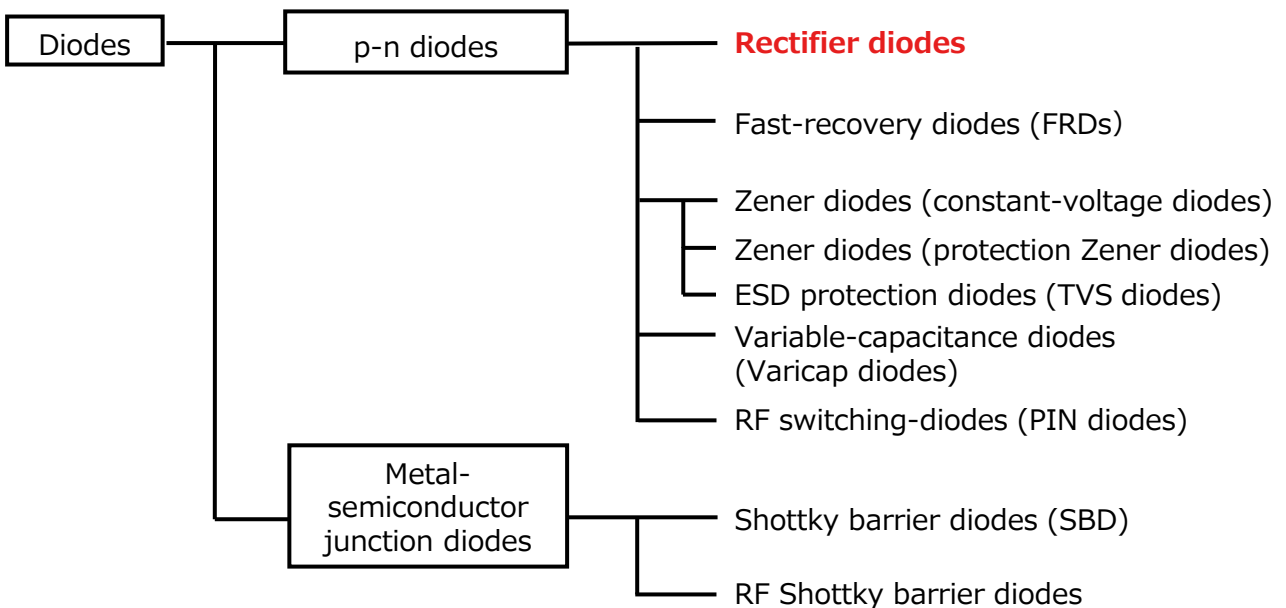 Diodes
p-n diodes
Rectifier diodes
Fast-recovery diodes (FRDs）
Zener diodes (constant-voltage diodes)
Zener diodes (protection Zener diodes)
ESD protection diodes (TVS diodes)
Variable-capacitance diodes
(Varicap diodes)
RF switching-diodes (PIN diodes)
Metal-
semiconductor
junction diodes
Shottky barrier diodes (SBD)
RF Shottky barrier diodes